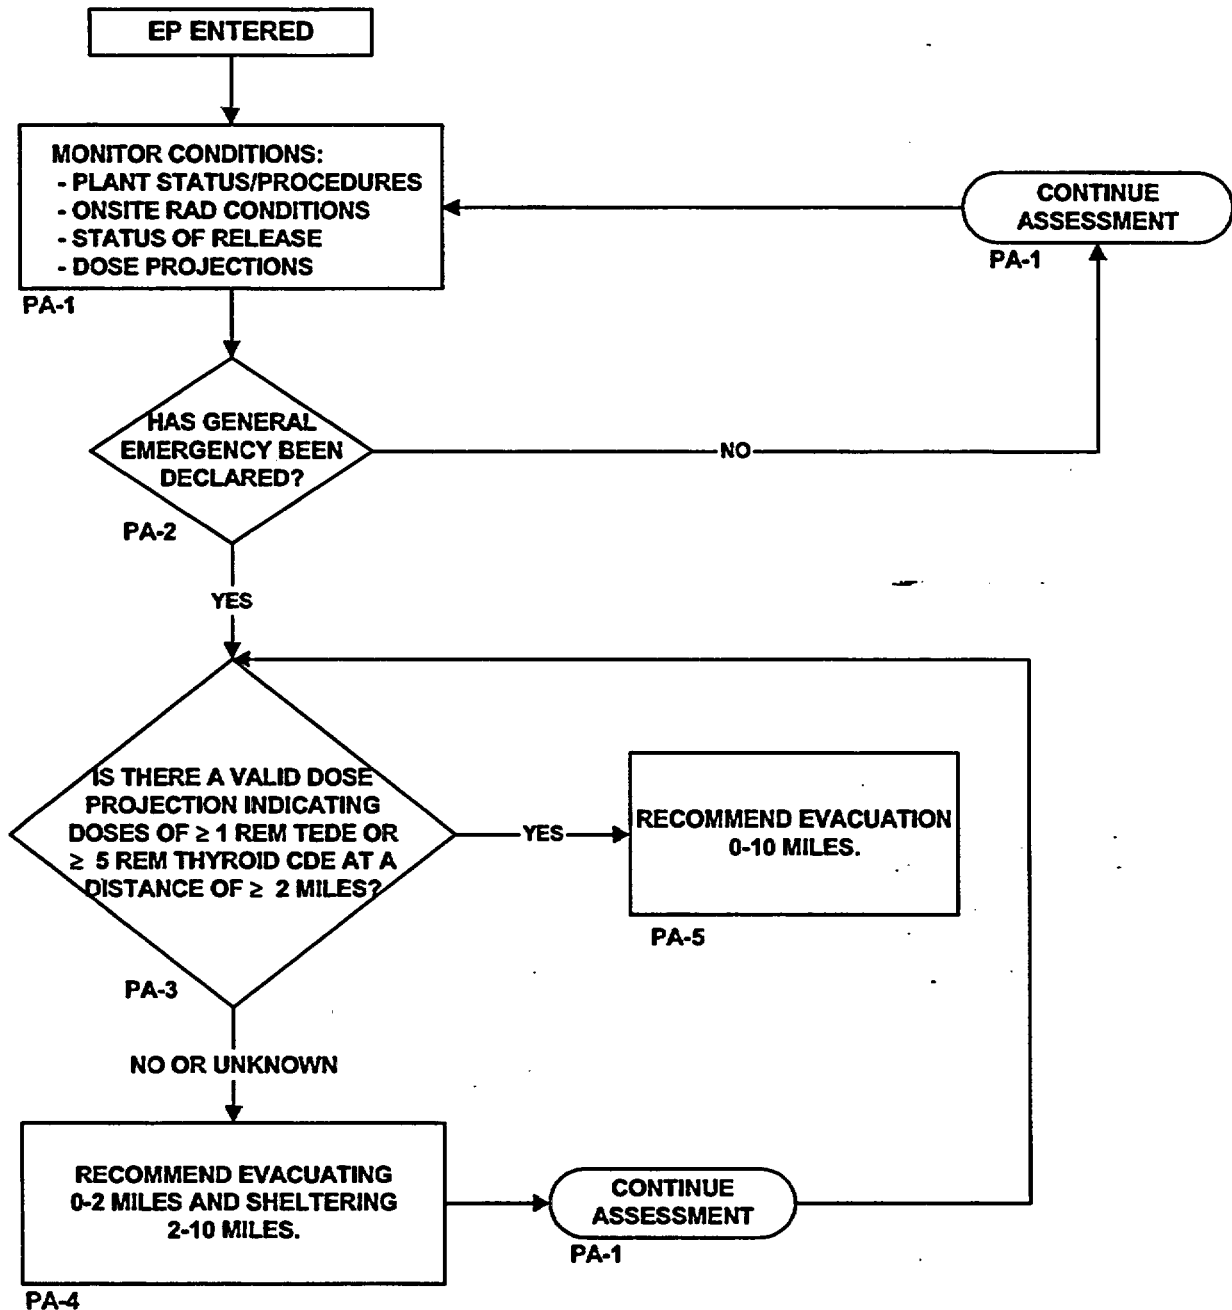 EP ENTERED
MONITOR CONDITIONS:
- PLANT STATUS/PROCEDURES
- ONSITE RAD CONDITIONS
- STATUS OF RELEASE
- DOSE PROJECTIONS
PA-1
CONTINUE
ASSESSMENT
PA-1
HAS GENERAL
EMERGENCY BEEN
DECLARED?
PA-2
NO
YES
IS THERE A VALID DOSE
PROJECTION INDICATING
DOSES OF ≥ 1 REM TEDE OR
≥ 5 REM THYROID CDE AT A
DISTANCE OF ≥ 2 MILES?
PA-3
YES
RECOMMEND EVACUATION
0-10 MILES.
PA-5
NO OR UNKNOWN
RECOMMEND EVACUATING
0-2 MILES AND SHELTERING
2-10 MILES.
PA-4
CONTINUE
ASSESSMENT
PA-1